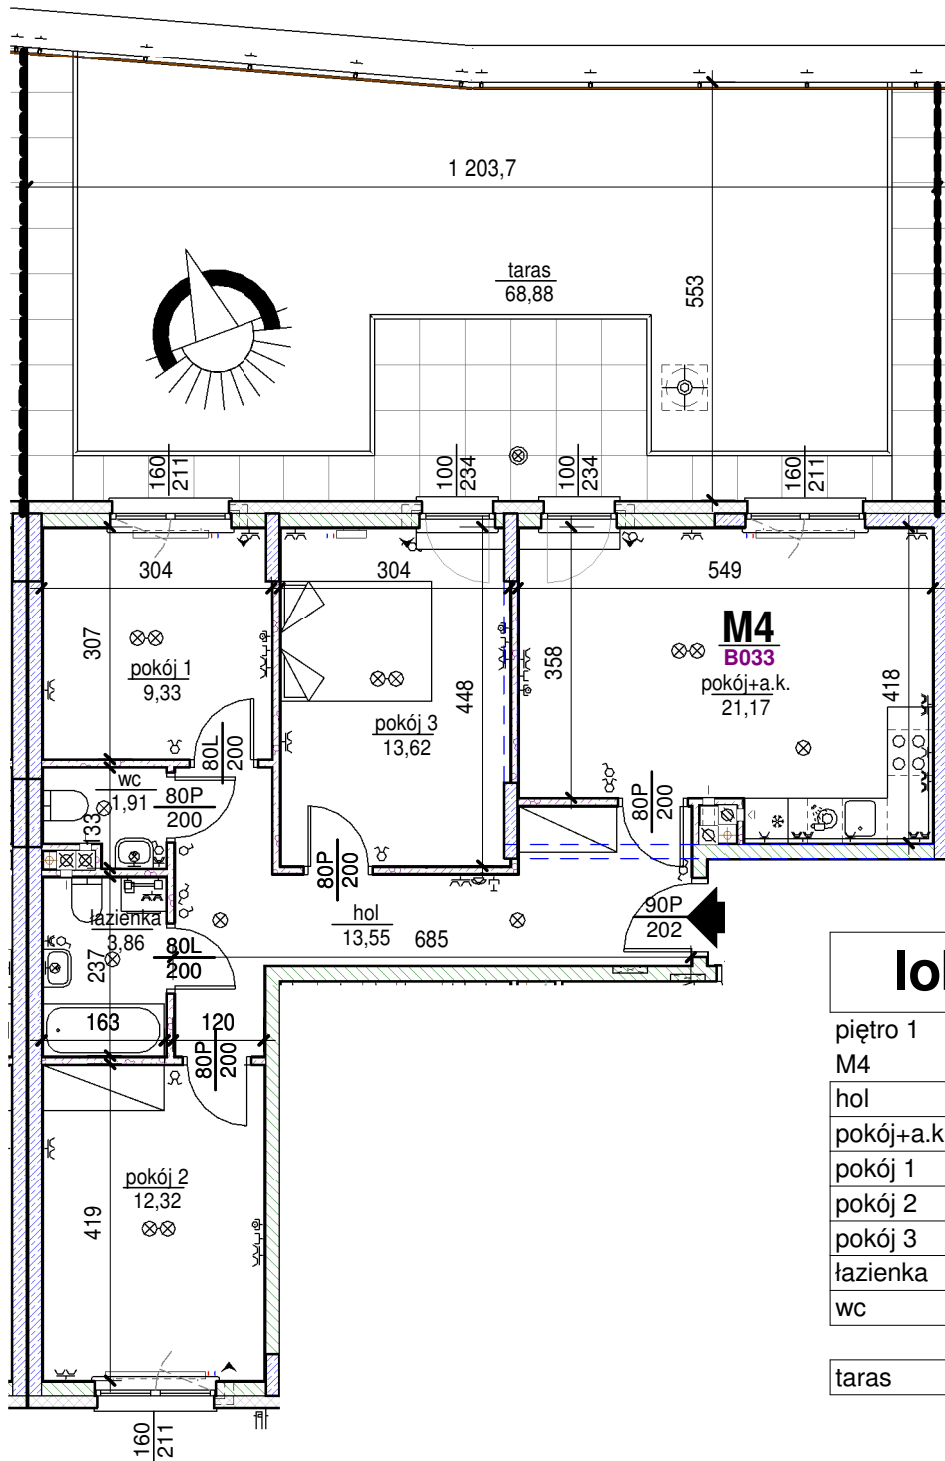 1 203,7
taras
68,88
553
160
211
100
234
100
234
160
211
304
304
549
307
pokój 1
9,33
448
358
M4
B033
pokój+a.k.
21,17
418
pokój 3
13,62
80L
200
wc
1,91
80P
200
133
80P
200
80P
200
hol
13,55
685
90P
202
łazienka
3,86
80L
200
237
163
120
80P
200
pokój 2
12,32
419
160
211
lo
piętro 1
M4
hol
pokój+a.k
pokój 1
pokój 2
pokój 3
łazienka
wc
taras